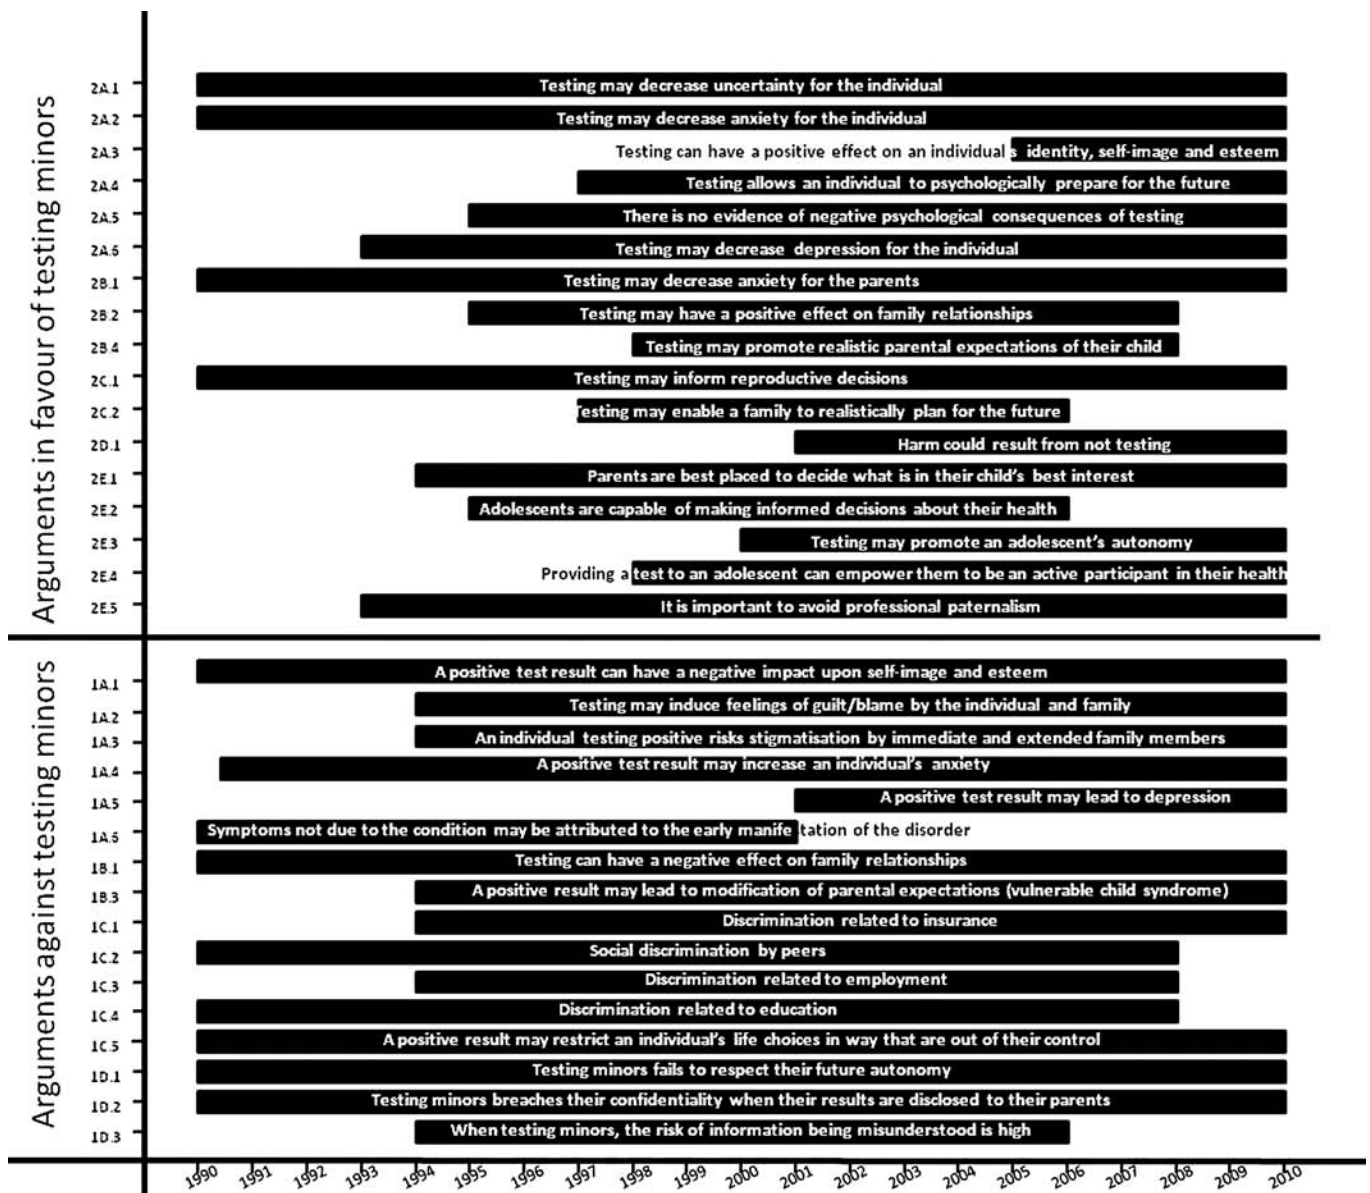 Arguments in favour of testing minors
2A.1 Testing may decrease uncertainty for the individual
2A.2 Testing may decrease anxiety for the individual
2A.3 Testing can have a positive effect on an individual s identity, self-image and esteem
2A.4 Testing allows an individual to psychologically prepare for the future
2A.5 There is no evidence of negative psychological consequences of testing
2A.6 Testing may decrease depression for the individual
2B.1 Testing may decrease anxiety for the parents
2B.2 Testing may have a positive effect on family relationships
2B.4 Testing may promote realistic parental expectations of their child
2C.1 Testing may inform reproductive decisions
2C.2 Testing may enable a family to realistically plan for the future
2D.1 Harm could result from not testing
2E.1 Parents are best placed to decide what is in their child's best interest
2E.2 Adolescents are capable of making informed decisions about their health
2E.3 Testing may promote an adolescent's autonomy
2E.4 Providing a test to an adolescent can empower them to be an active participant in their health
2E.5 It is important to avoid professional paternalism
Arguments against testing minors
1A.1 A positive test result can have a negative impact upon self-image and esteem
1A.2 Testing may induce feelings of guilt/blame by the individual and family
1A.3 An individual testing positive risks stigmatisation by immediate and extended family members
1A.4 A positive test result may increase an individual's anxiety
1A.5 A positive test result may lead to depression
1A.6 Symptoms not due to the condition may be attributed to the early manife tation of the disorder
1B.1 Testing can have a negative effect on family relationships
1B.3 A positive result may lead to modification of parental expectations (vulnerable child syndrome)
1C.1 Discrimination related to insurance
1C.2 Social discrimination by peers
1C.3 Discrimination related to employment
1C.4 Discrimination related to education
1C.5 A positive result may restrict an individual's life choices in way that are out of their control
1D.1 Testing minors fails to respect their future autonomy
1D.2 Testing minors breaches their confidentiality when their results are disclosed to their parents
1D.3 When testing minors, the risk of information being misunderstood is high
1990 1991 1992 1993 1994 1995 1996 1997 1998 1999 2000 2001 2002 2003 2004 2005 2006 2007 2008 2009 2010